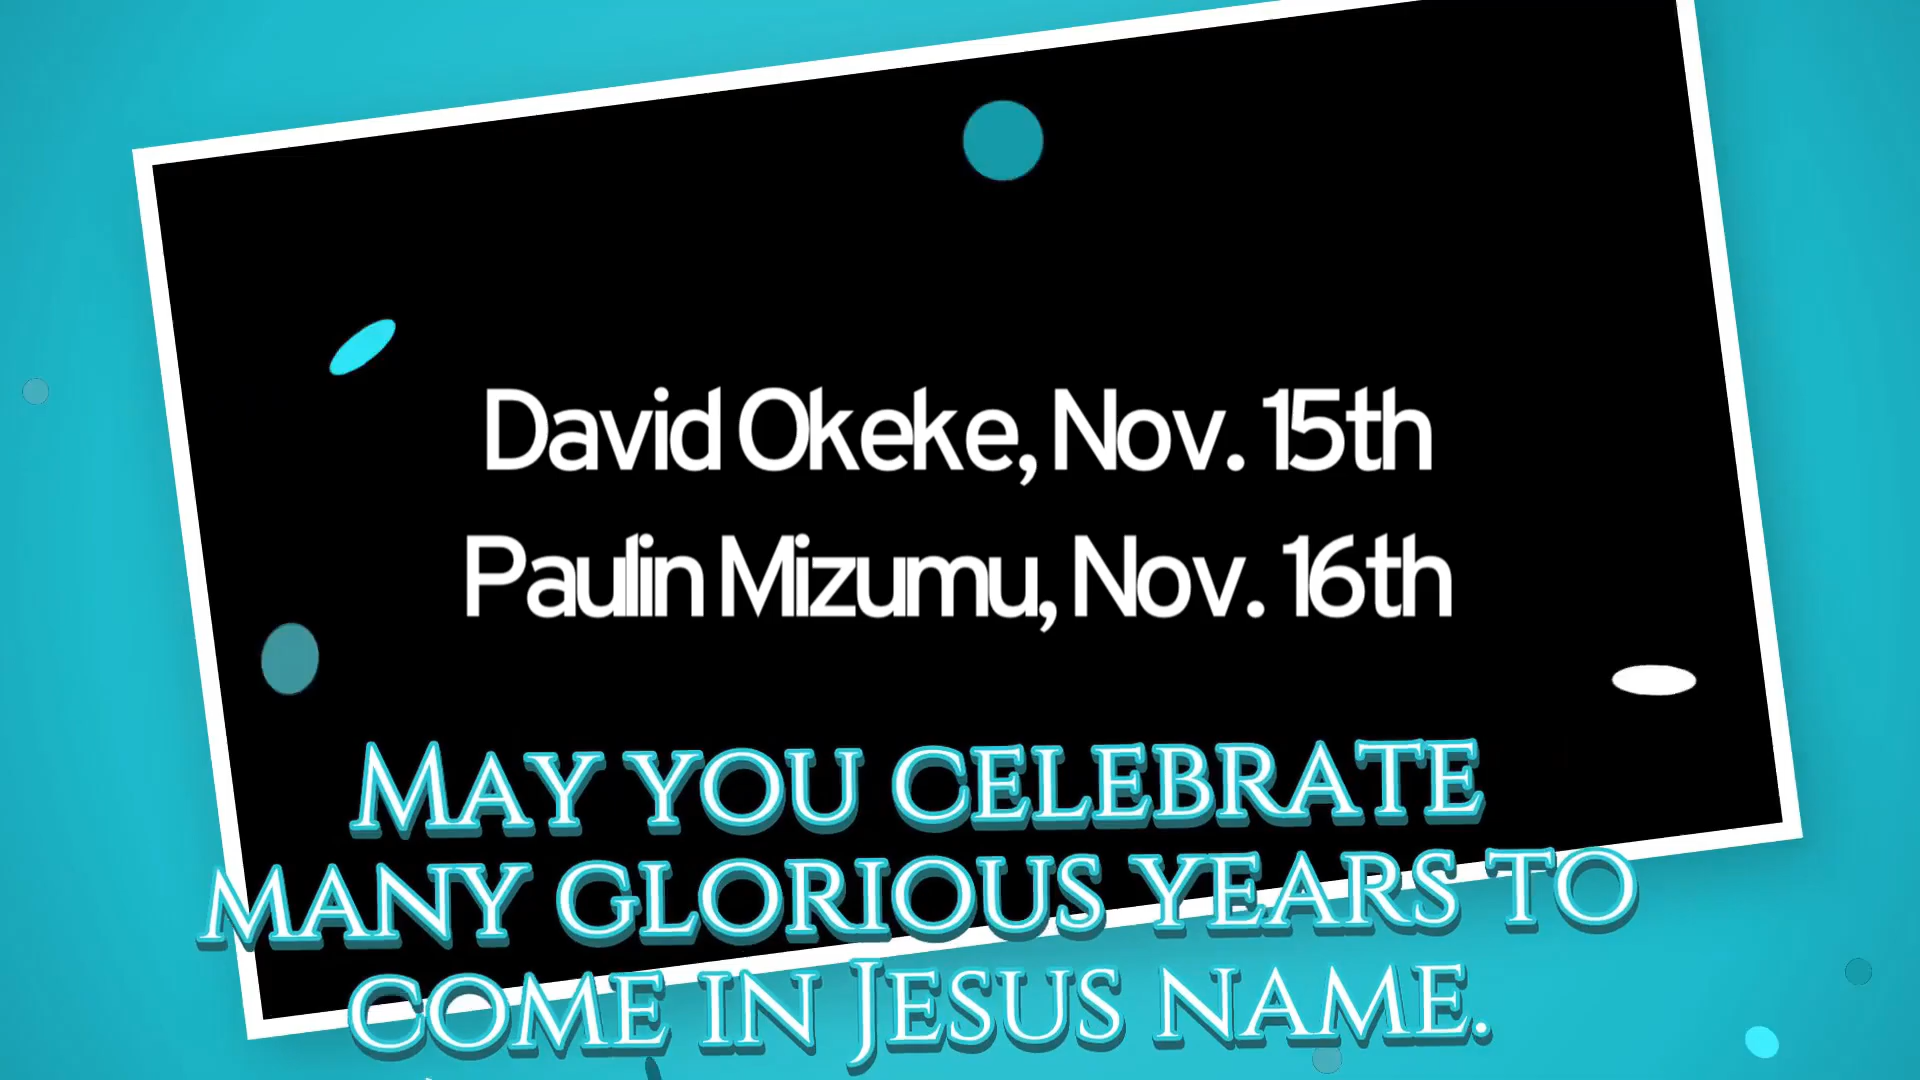 David Okeke, Nov. 15th
Paulin Mizumu, Nov. 16th
May you celebrate
many glorious years to
come in Jesus name.